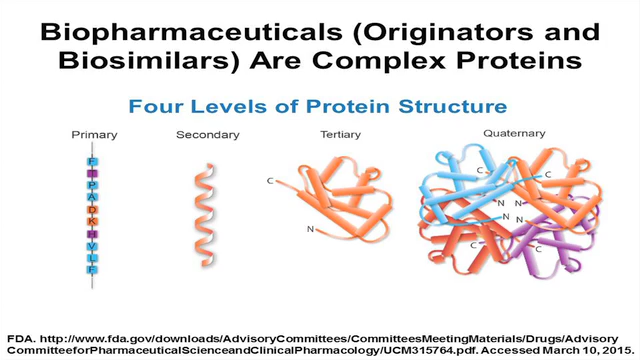 Biopharmaceuticals (Originators and
Biosimilars) Are Complex Proteins
Four Levels of Protein Structure
Primary Secondary Tertiary Quaternary
F
P
A
D
K
H
V
L
F
C
N
C
C
N
N
N
N
C
C
FDA. http://www.fda.gov/downloads/AdvisoryCommittees/CommitteesMeetingMaterials/Drugs/Advisory
CommitteeforPharmaceuticalScienceandClinicalPharmacology/UCM315764.pdf. Accessed March 10, 2015.